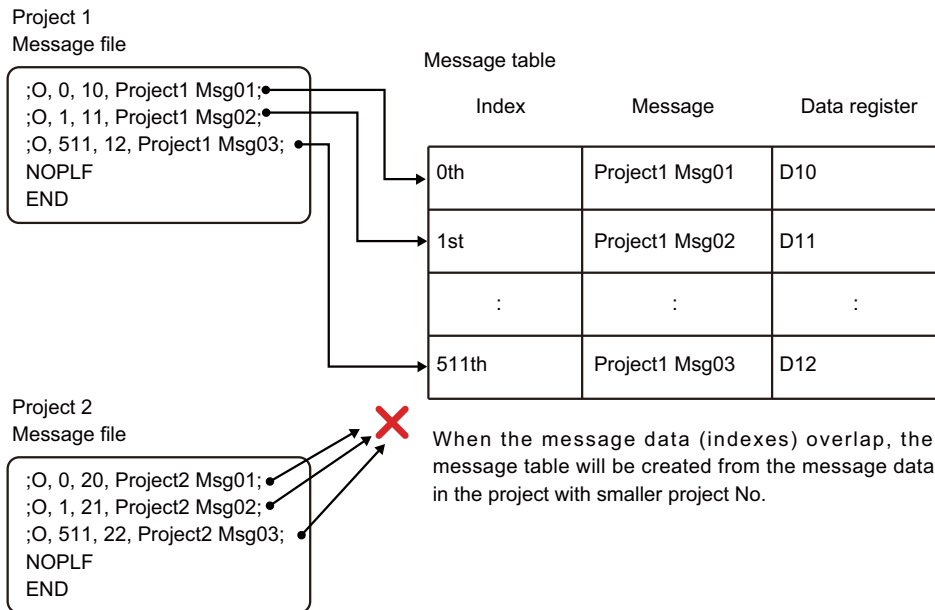 Project 1
Message file
;O, 0, 10, Project1 Msg01;
;O, 1, 11, Project1 Msg02;
;O, 511, 12, Project1 Msg03;
NOPLF
END
Message table
Index Message Data register
0th Project1 Msg01 D10
1st Project1 Msg02 D11
: : :
511th Project1 Msg03 D12
Project 2
Message file
;O, 0, 20, Project2 Msg01;
;O, 1, 21, Project2 Msg02;
;O, 511, 22, Project2 Msg03;
NOPLF
END
When the message data (indexes) overlap, the
message table will be created from the message data
in the project with smaller project No.